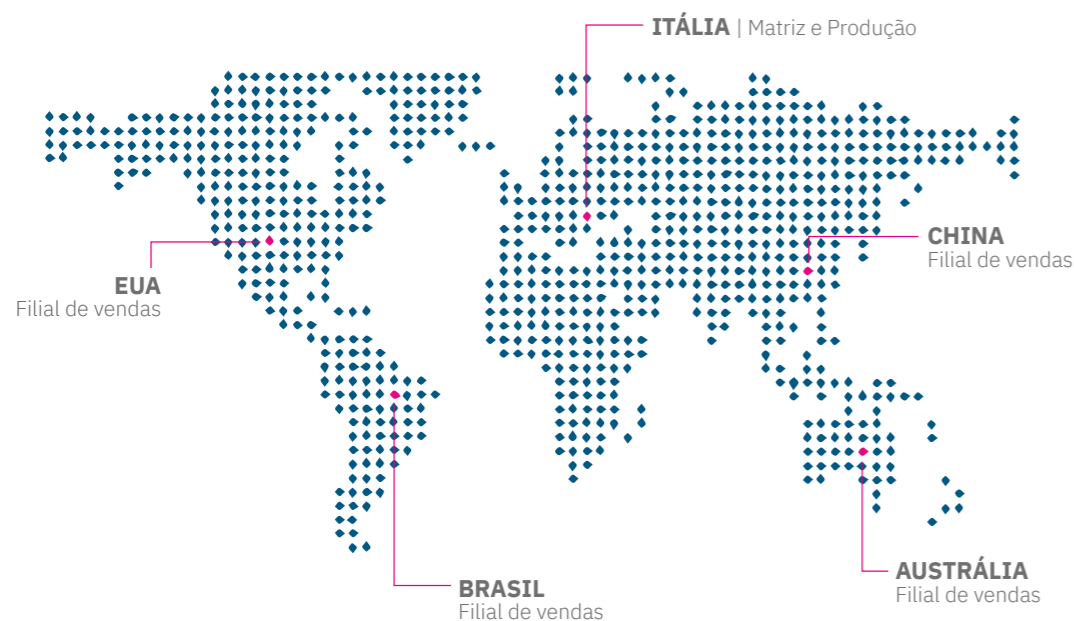 ITÁLIA | Matriz e Produção
CHINA
Filial de vendas
EUA
Filial de vendas
AUSTRÁLIA
Filial de vendas
BRASIL
Filial de vendas